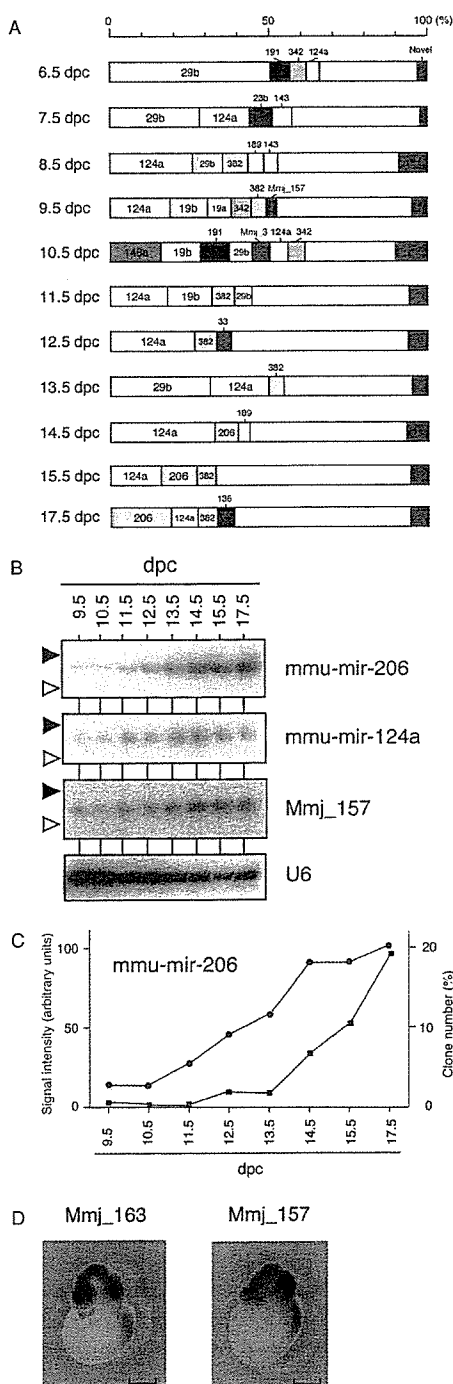 A
0 50 100 (%)
191 342 124a Novel
6.5 dpc 29b
23b 143
7.5 dpc 29b 124a
189 143
8.5 dpc 124a 29b 382
382 Mmj_157
9.5 dpc 124a 19b 19a 342
191 Mmj_3 124a 342
10.5 dpc 19b 29b
11.5 dpc 124a 19b 382 29b
33
12.5 dpc 124a 382
382
13.5 dpc 29b 124a
189
14.5 dpc 124a 206
15.5 dpc 124a 206 382
136
17.5 dpc 206 124a 382
B
dpc
9.5 10.5 11.5 12.5 13.5 14.5 15.5 17.5
mmu-mir-206
mmu-mir-124a
Mmj_157
U6
C
mmu-mir-206
Signal intensity (arbitrary units)
100
50
0
Clone number (%)
20
10
0
9.5 10.5 11.5 12.5 13.5 14.5 15.5 17.5
dpc
D
Mmj_163 Mmj_157